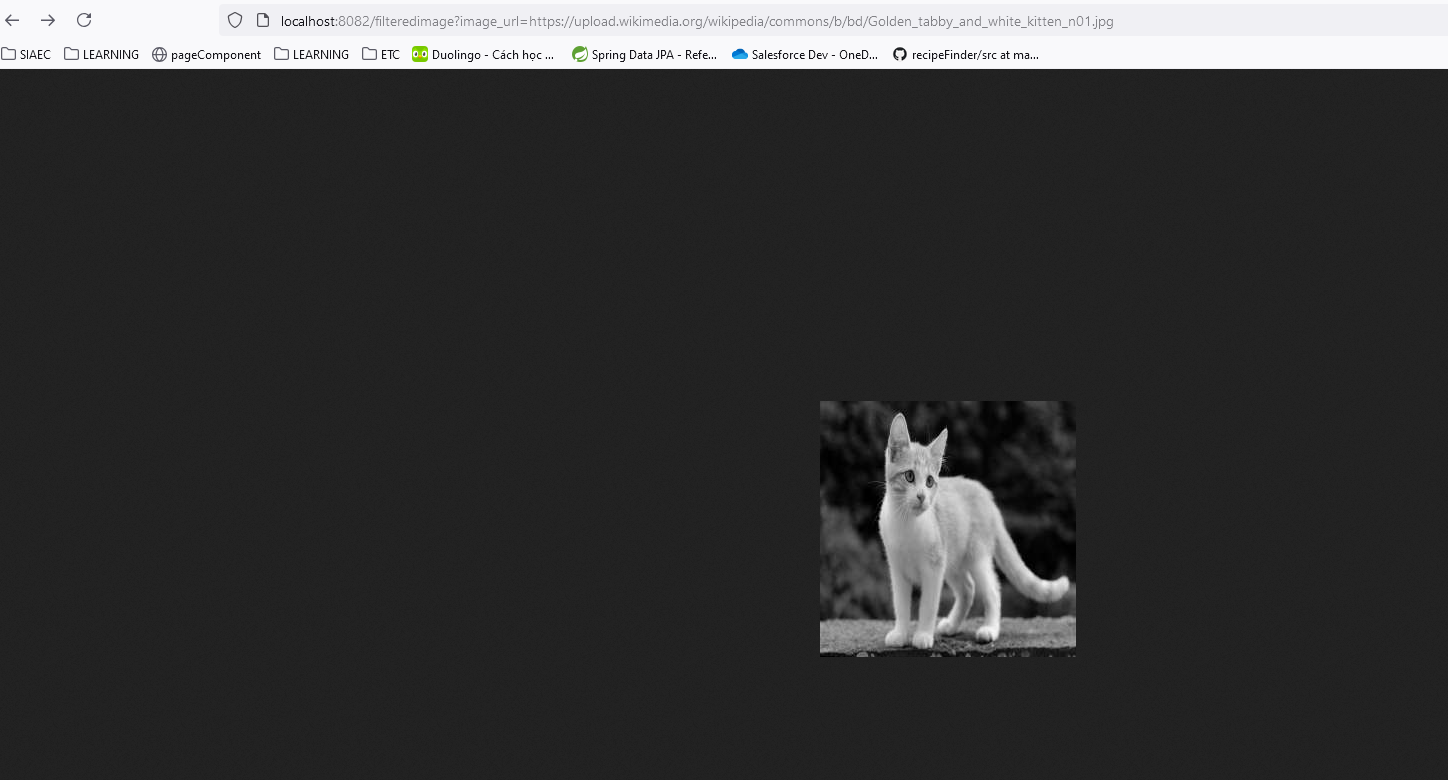 localhost:8082/filteredimage?image_url=https://upload.wikimedia.org/wikipedia/commons/b/bd/Golden_tabby_and_white_kitten_n01.jpg
SIAEC LEARNING pageComponent LEARNING ETC Duolingo - Cách học ... Spring Data JPA - Refe... Salesforce Dev - OneD... recipeFinder/src at ma...